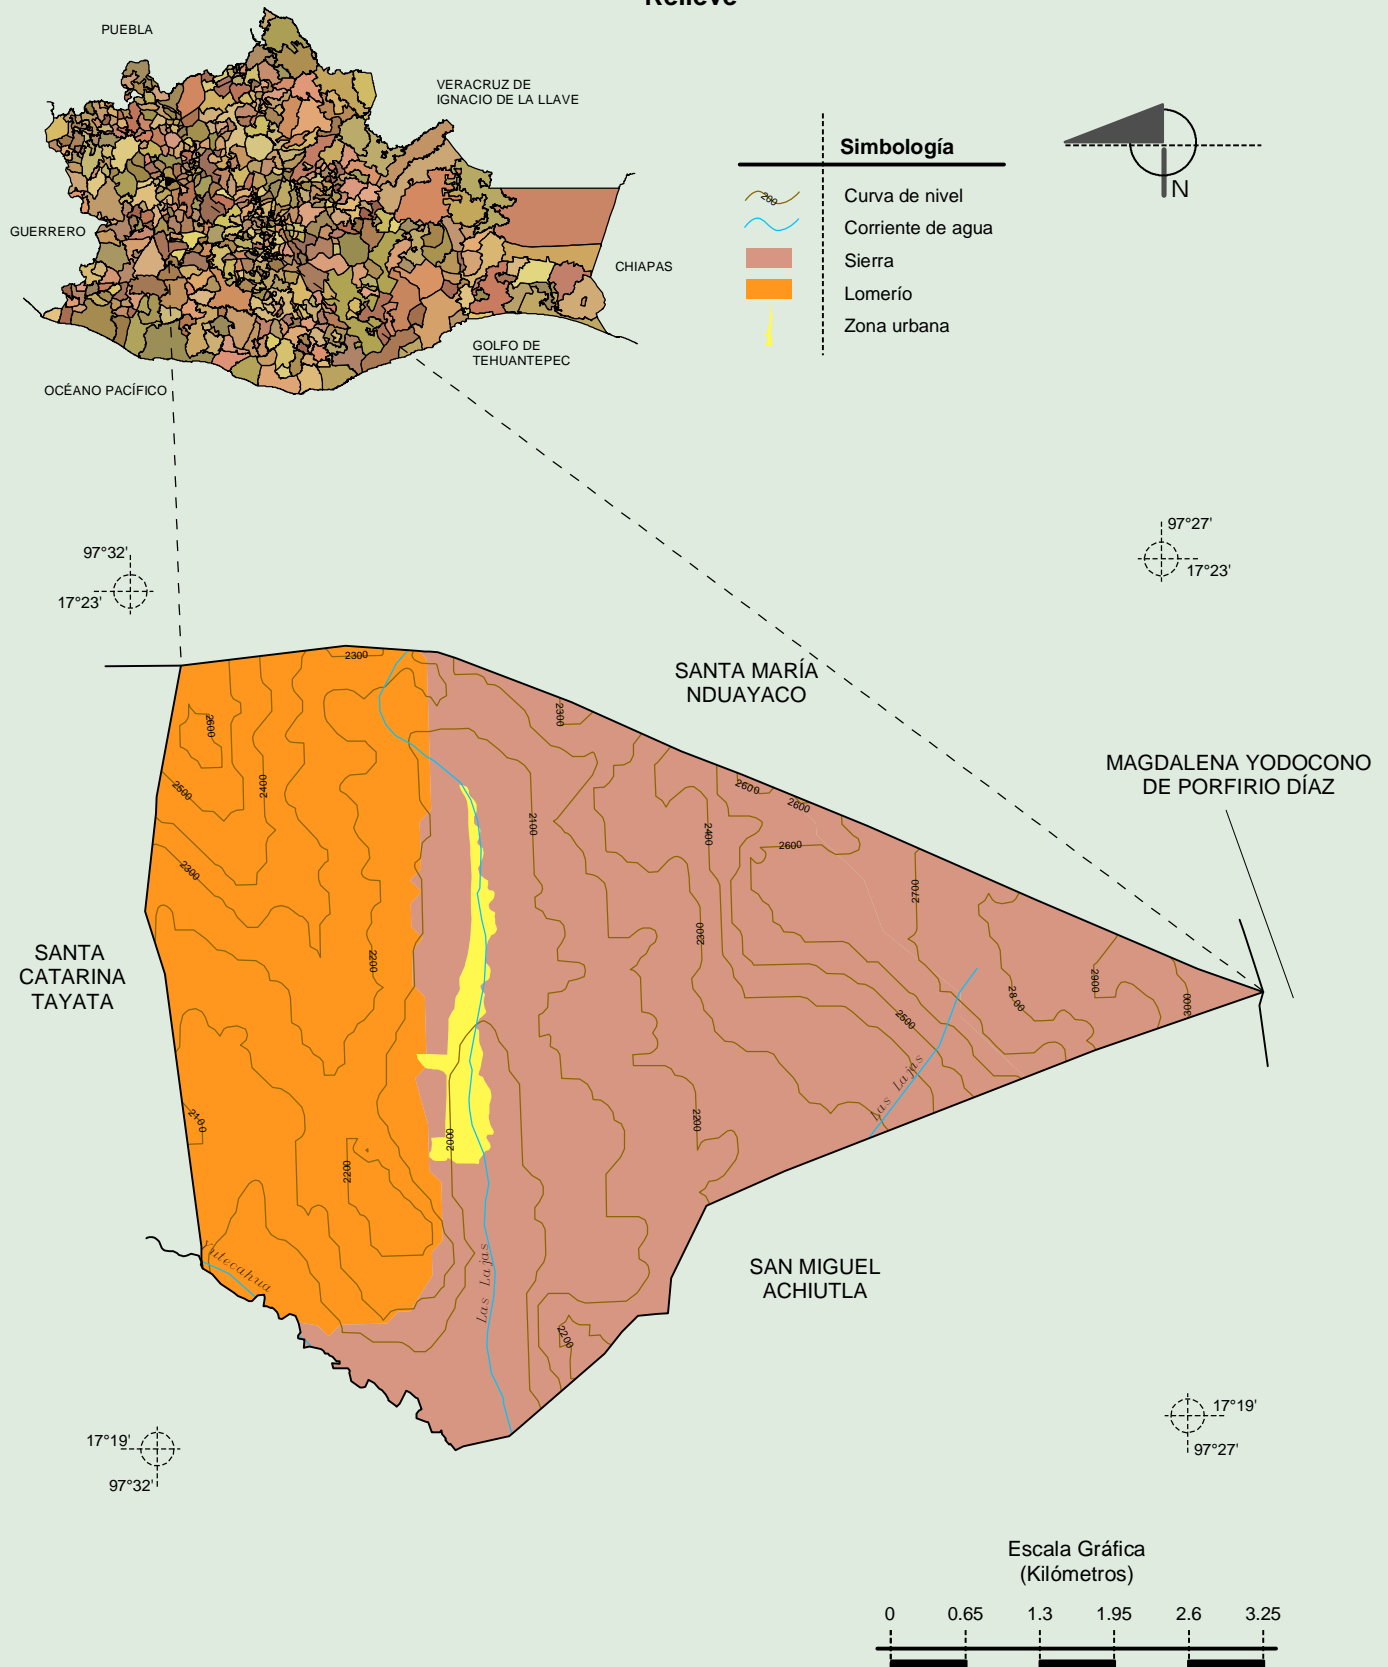 Relieve
PUEBLA
VERACRUZ DE
IGNACIO DE LA LLAVE
GUERRERO
CHIAPAS
GOLFO DE
TEHUANTEPEC
OCÉANO PACÍFICO
Simbología
200
Curva de nivel
Corriente de agua
Sierra
Lomerío
Zona urbana
N
97°32'
17°23'
97°27'
17°23'
SANTA MARÍA
NDUAYACO
MAGDALENA YODOCONO
DE PORFIRIO DÍAZ
SANTA
CATARINA
TAYATA
SAN MIGUEL
ACHIUTLA
2300
2600
2500
2400
2300
2200
2100
2200
2000
2100
2300
2600
2600
2600
2400
2300
2700
2500
2800
2900
3000
2200
2200
Las Lajas
Las Lajas
Yutecahua
17°19'
97°32'
17°19'
97°27'
Escala Gráfica
(Kilómetros)
0 0.65 1.3 1.95 2.6 3.25